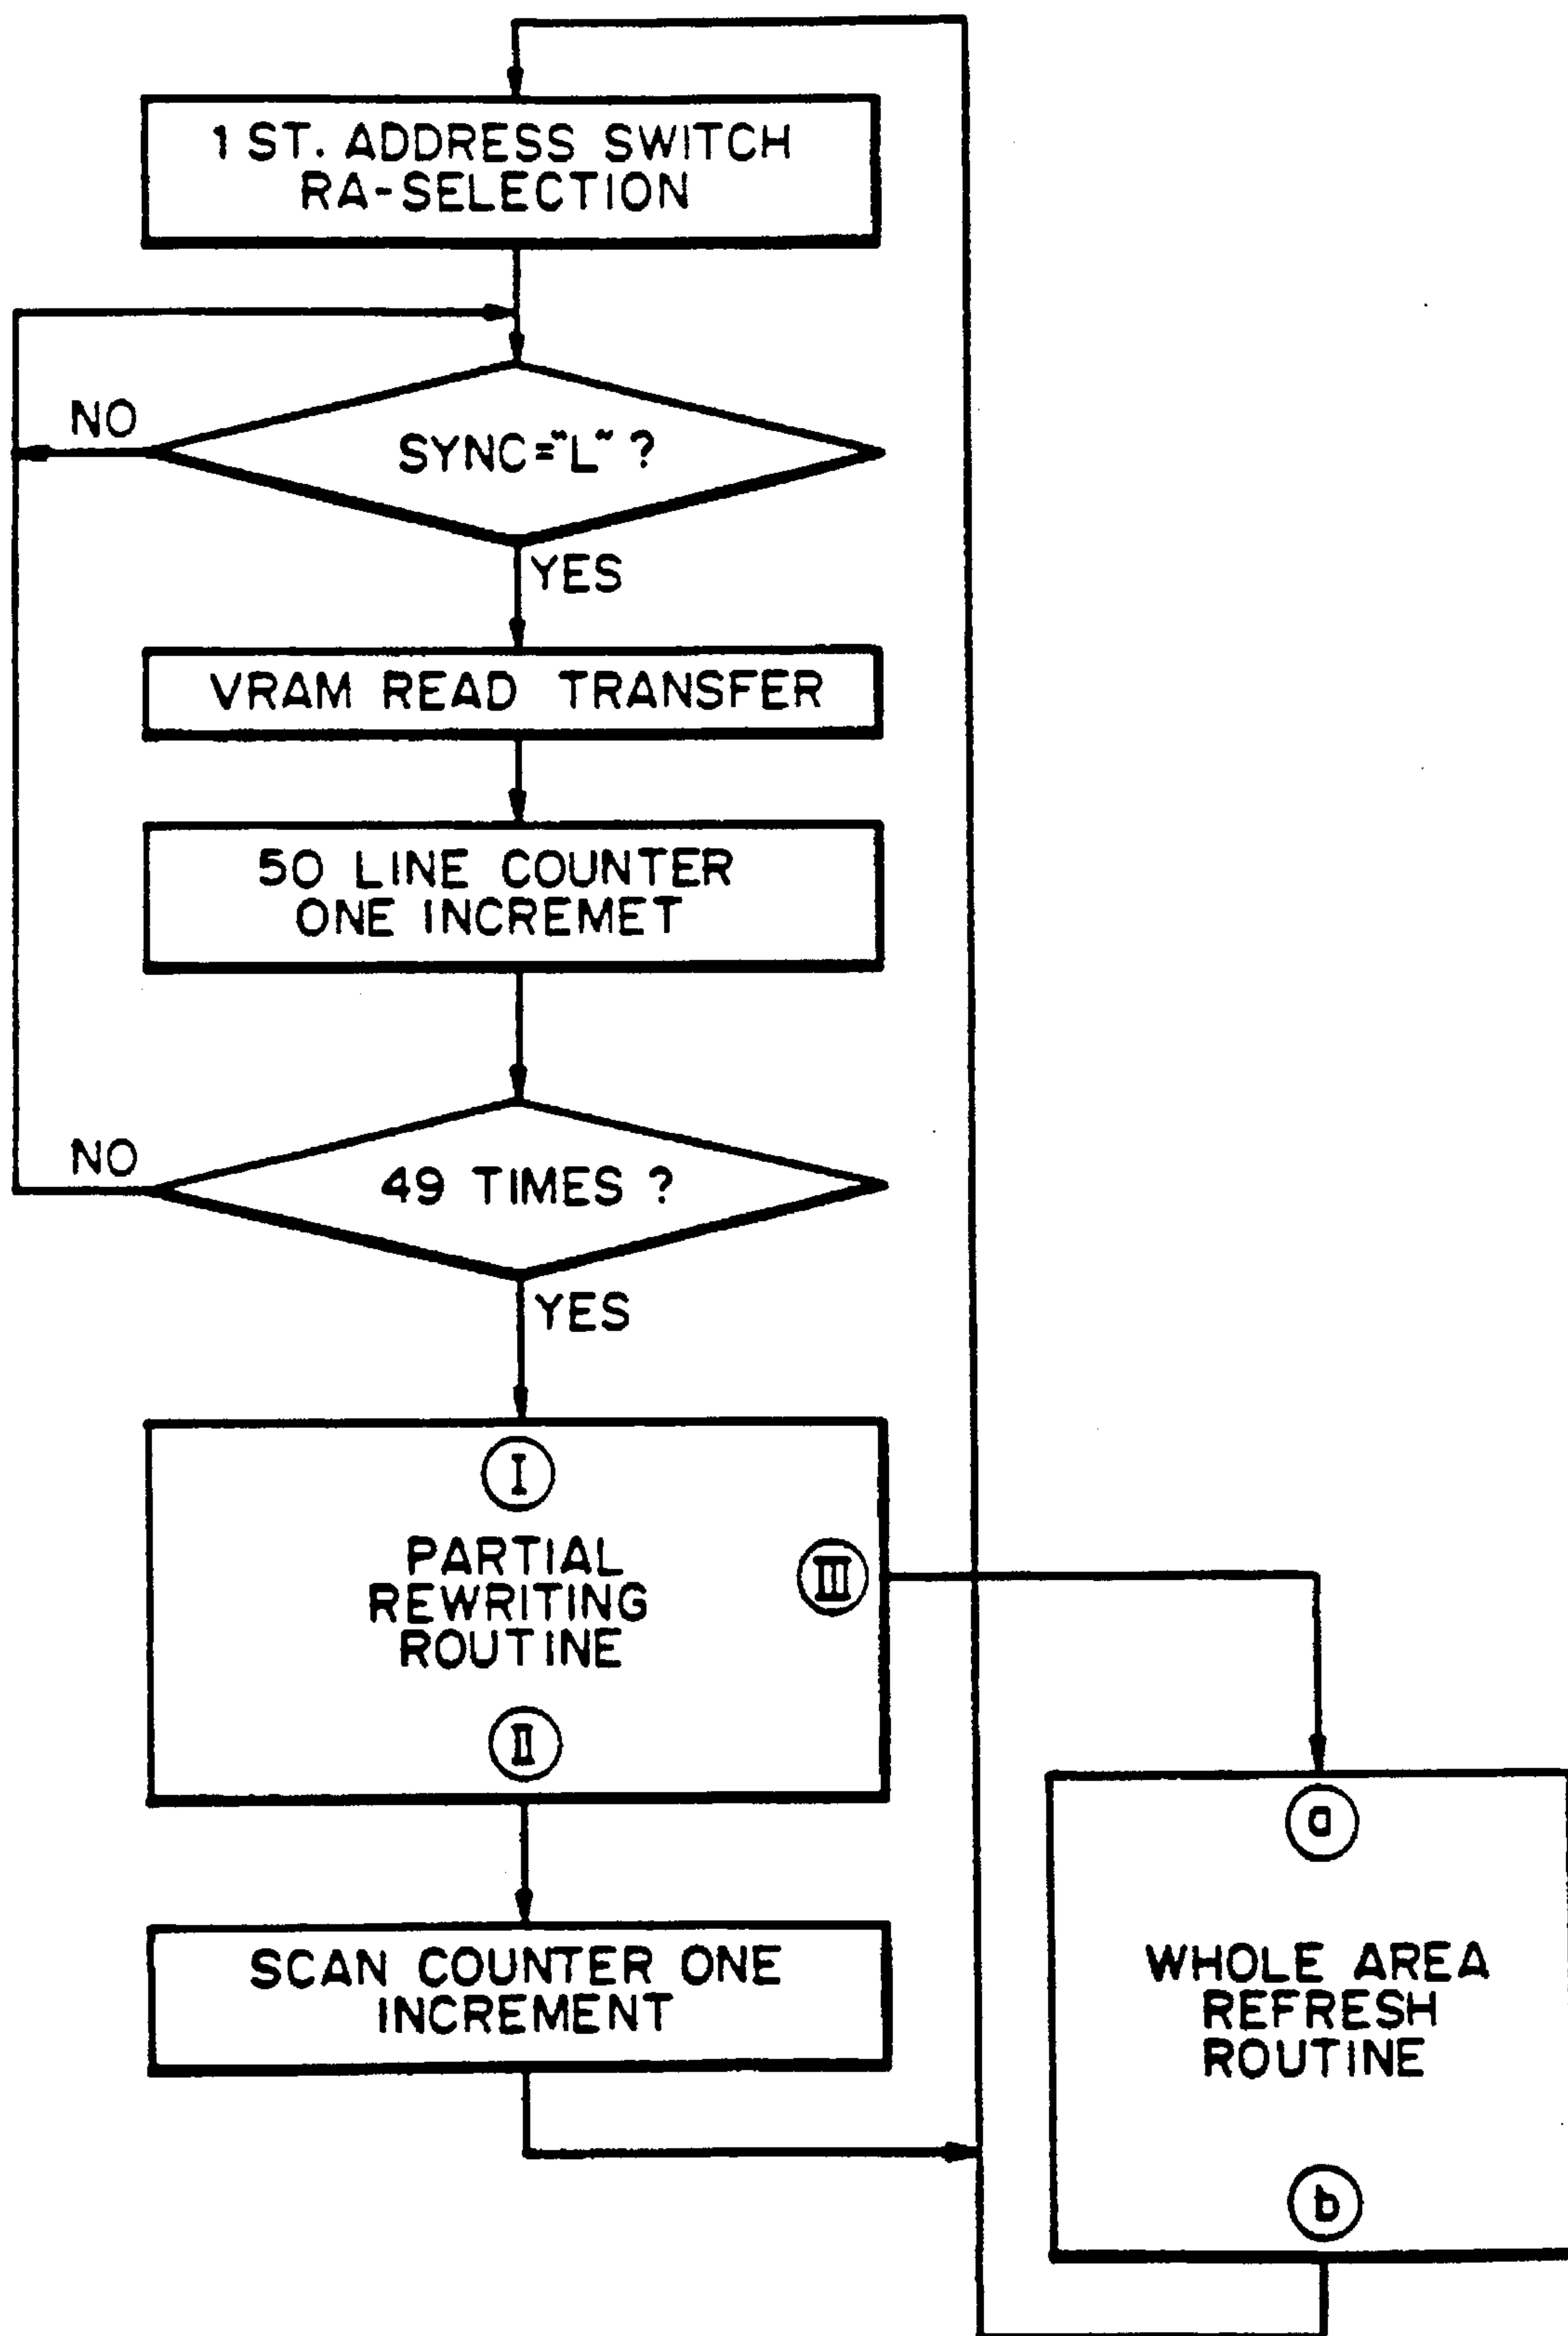 1 ST. ADDRESS SWITCH
RA-SELECTION
NO
SYNC="L" ?
YES
VRAM READ TRANSFER
50 LINE COUNTER
ONE INCREMET
NO
49 TIMES ?
YES
I
PARTIAL
REWRITING
ROUTINE
III
II
SCAN COUNTER ONE
INCREMENT
a
WHOLE AREA
REFRESH
ROUTINE
b